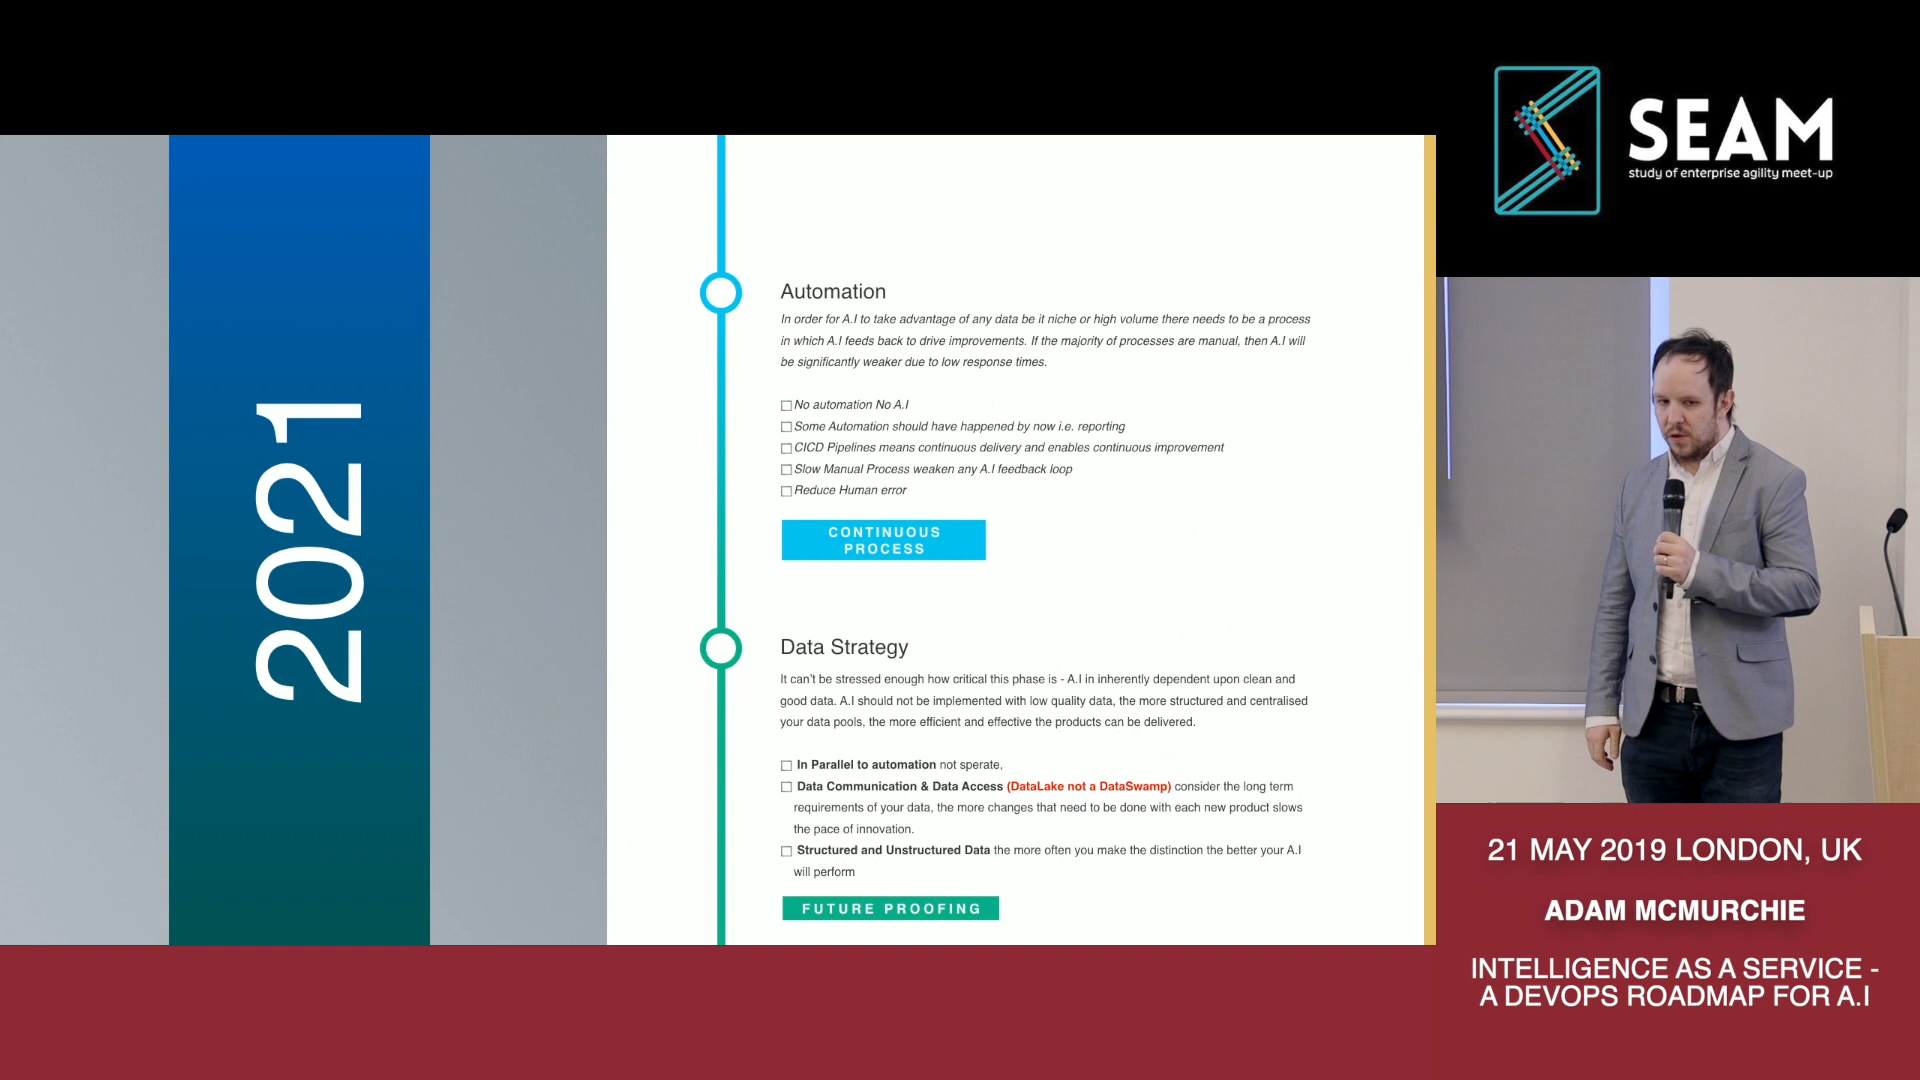 2021
Automation
In order for A.I to take advantage of any data be it niche or high volume there needs to be a process
in which A.I feeds back to drive improvements. If the majority of processes are manual, then A.I will
be significantly weaker due to low response times.
No automation No A.I
Some Automation should have happened by now i.e. reporting
CICD Pipelines means continuous delivery and enables continuous improvement
Slow Manual Process weaken any A.I feedback loop
Reduce Human error
CONTINUOUS
PROCESS
Data Strategy
It can't be stressed enough how critical this phase is - A.I in inherently dependent upon clean and
good data. A.I should not be implemented with low quality data, the more structured and centralised
your data pools, the more efficient and effective the products can be delivered.
In Parallel to automation not sperate,
Data Communication & Data Access (DataLake not a DataSwamp) consider the long term
requirements of your data, the more changes that need to be done with each new product slows
the pace of innovation.
Structured and Unstructured Data the more often you make the distinction the better your A.I
will perform
FUTURE PROOFING
SEAM
study of enterprise agility meet-up
21 MAY 2019 LONDON, UK
ADAM MCMURCHIE
INTELLIGENCE AS A SERVICE -
A DEVOPS ROADMAP FOR A.I